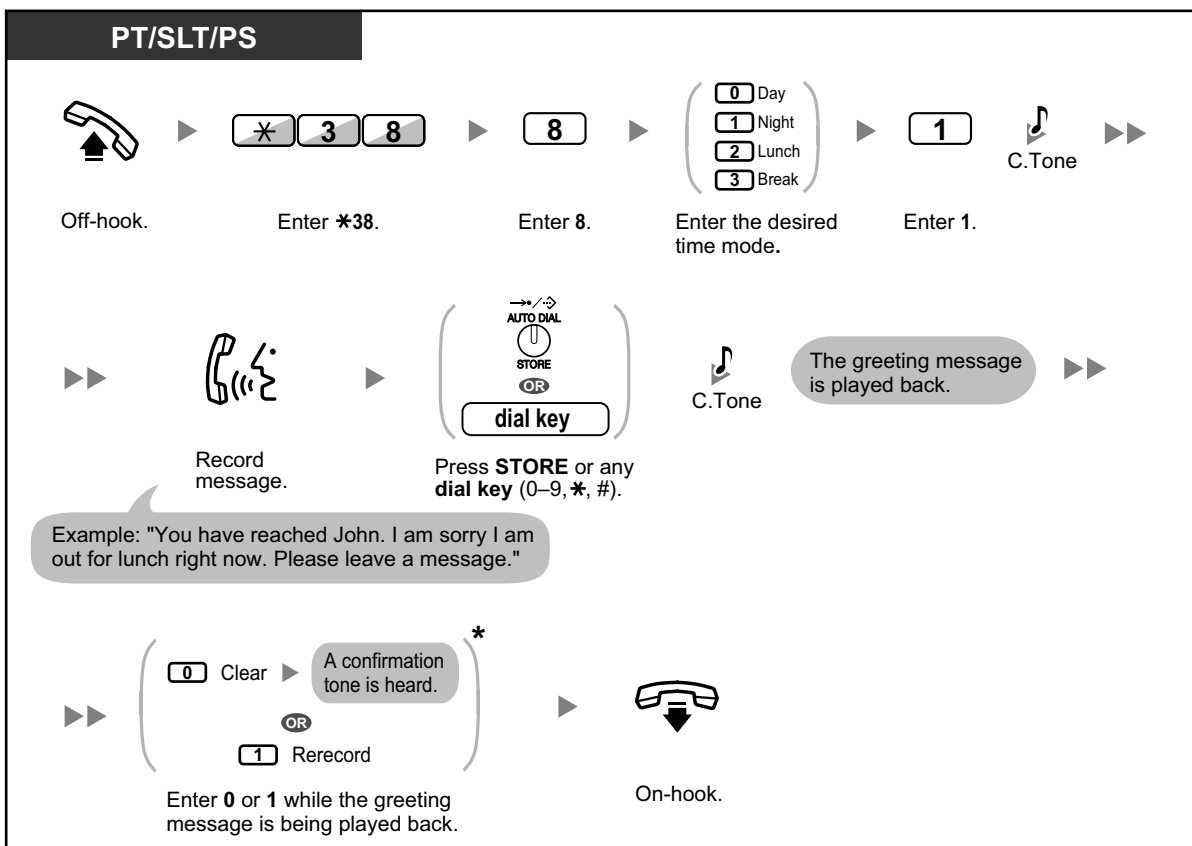 PT/SLT/PS
0 Day
1 Night
2 Lunch
3 Break
* 3 8
8
1
C.Tone
Off-hook.
Enter *38.
Enter 8.
Enter the desired
time mode.
Enter 1.
AUTO DIAL
STORE
OR
dial key
C.Tone
The greeting message
is played back.
Record
message.
Press STORE or any
dial key (0–9, *, #).
Example: "You have reached John. I am sorry I am
out for lunch right now. Please leave a message."
*
0 Clear
A confirmation
tone is heard.
OR
1 Rerecord
Enter 0 or 1 while the greeting
message is being played back.
On-hook.